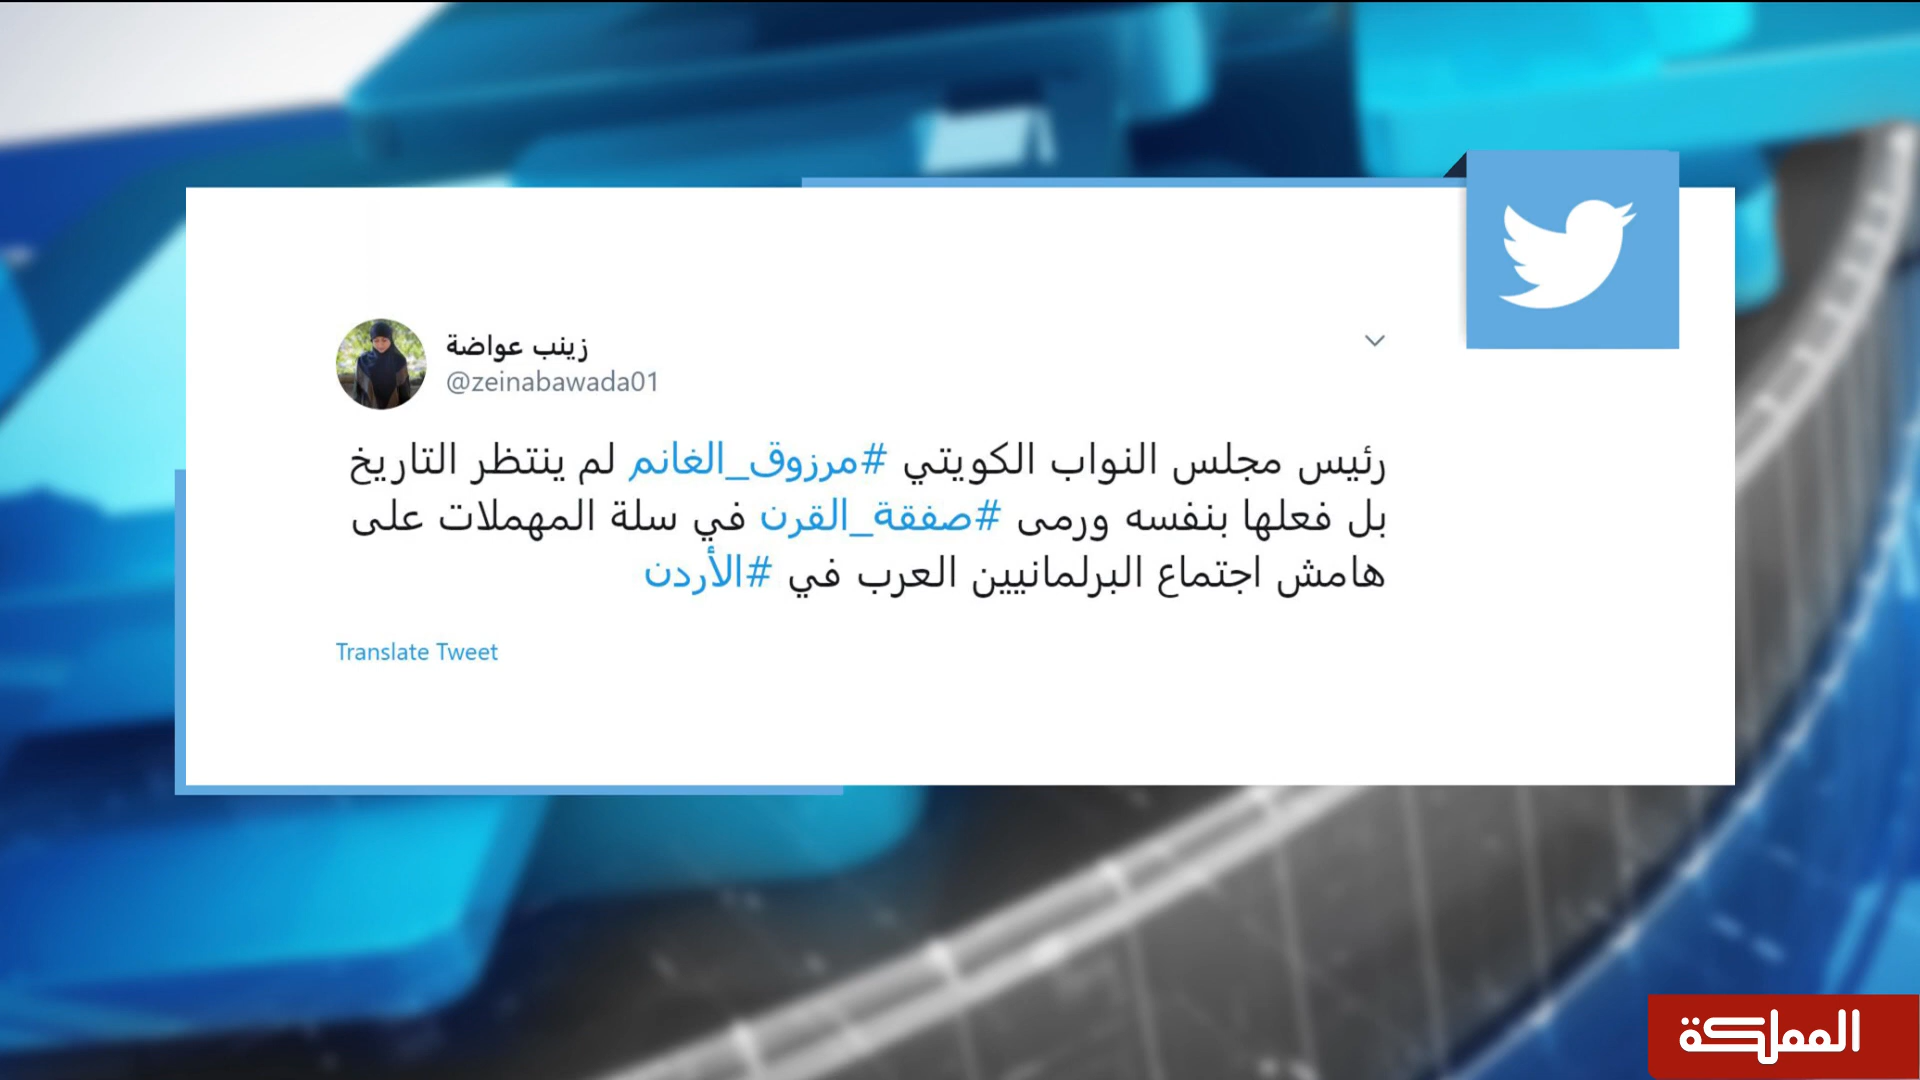 زينب عواضة
@zeinabawada01
رئيس مجلس النواب الكويتي #مرزوق_الغانم لم ينتظر التاريخ
بل فعلها بنفسه ورمى #صفقة_القرن في سلة المهملات على
هامش اجتماع البرلمانيين العرب في #الأردن
Translate Tweet
المملكة